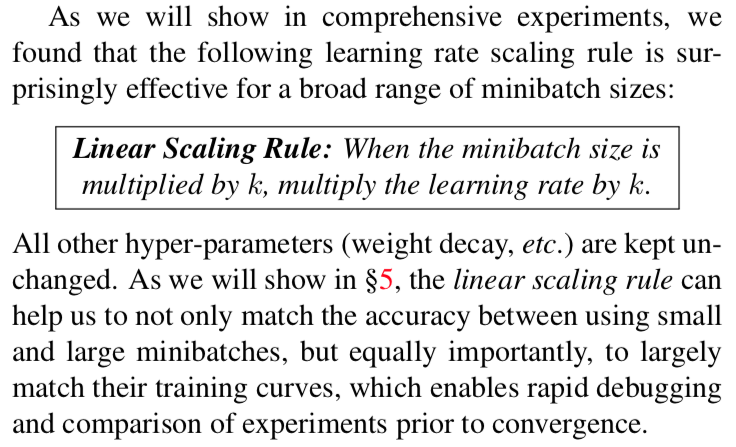 As we will show in comprehensive experiments, we
found that the following learning rate scaling rule is sur-
prisingly effective for a broad range of minibatch sizes:
Linear Scaling Rule: When the minibatch size is
multiplied by k, multiply the learning rate by k.
All other hyper-parameters (weight decay, etc.) are kept un-
changed. As we will show in §5, the linear scaling rule can
help us to not only match the accuracy between using small
and large minibatches, but equally importantly, to largely
match their training curves, which enables rapid debugging
and comparison of experiments prior to convergence.